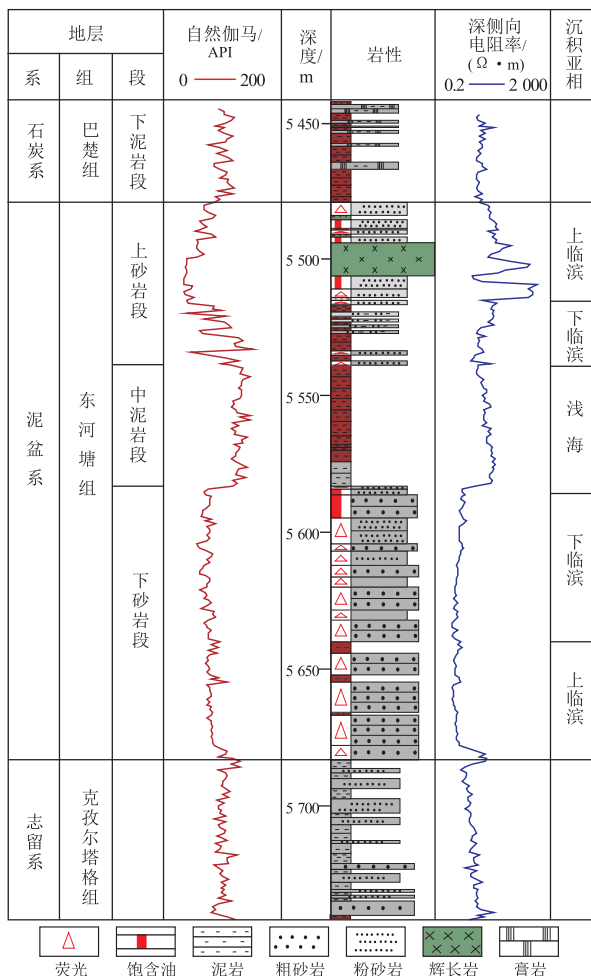 地层
系
组
段
自然伽马/
API
0
200
深度/
m
岩性
深侧向
电阻率/
(Ω·m)
0.2
2 000
沉积亚相
石炭系
巴楚组
下泥岩段
泥盆系
东河塘组
上砂岩段
中泥岩段
下砂岩段
志留系
克孜尔塔格组
5 450
5 500
5 550
5 600
5 650
5 700
上临滨
下临滨
浅海
下临滨
上临滨
荧光
饱含油
泥岩
粗砂岩
粉砂岩
辉长岩
膏岩